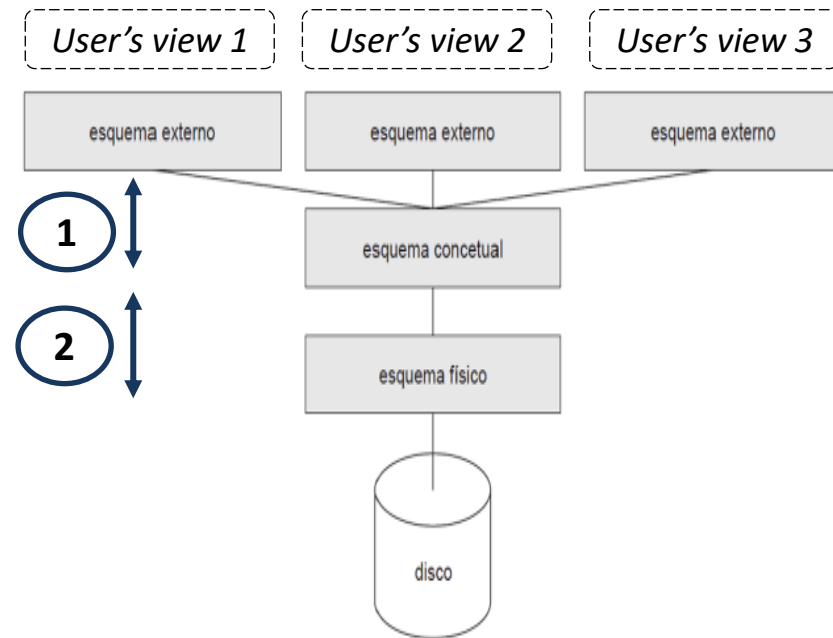 User's view 1
User's view 2
User's view 3
esquema externo
esquema externo
esquema externo
1
esquema concetual
2
esquema físico
disco